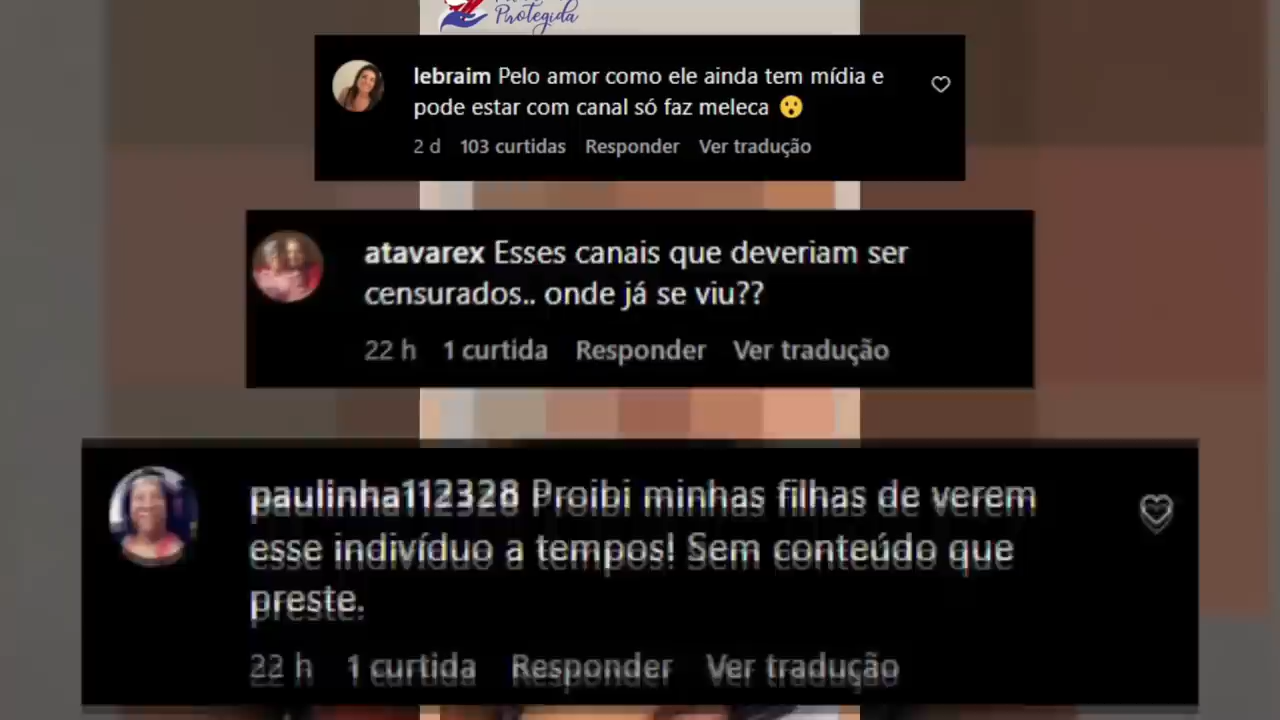 Protegida
lebraim Pelo amor como ele ainda tem mídia e
pode estar com canal só faz meleca 😮
2 d 103 curtidas Responder Ver tradução
atavarex Esses canais que deveriam ser
censurados.. onde já se viu??
22 h 1 curtida Responder Ver tradução
paulinha112328 Proibi minhas filhas de verem
esse indivíduo a tempos! Sem conteúdo que
preste.
22 h 1 curtida Responder Ver tradução